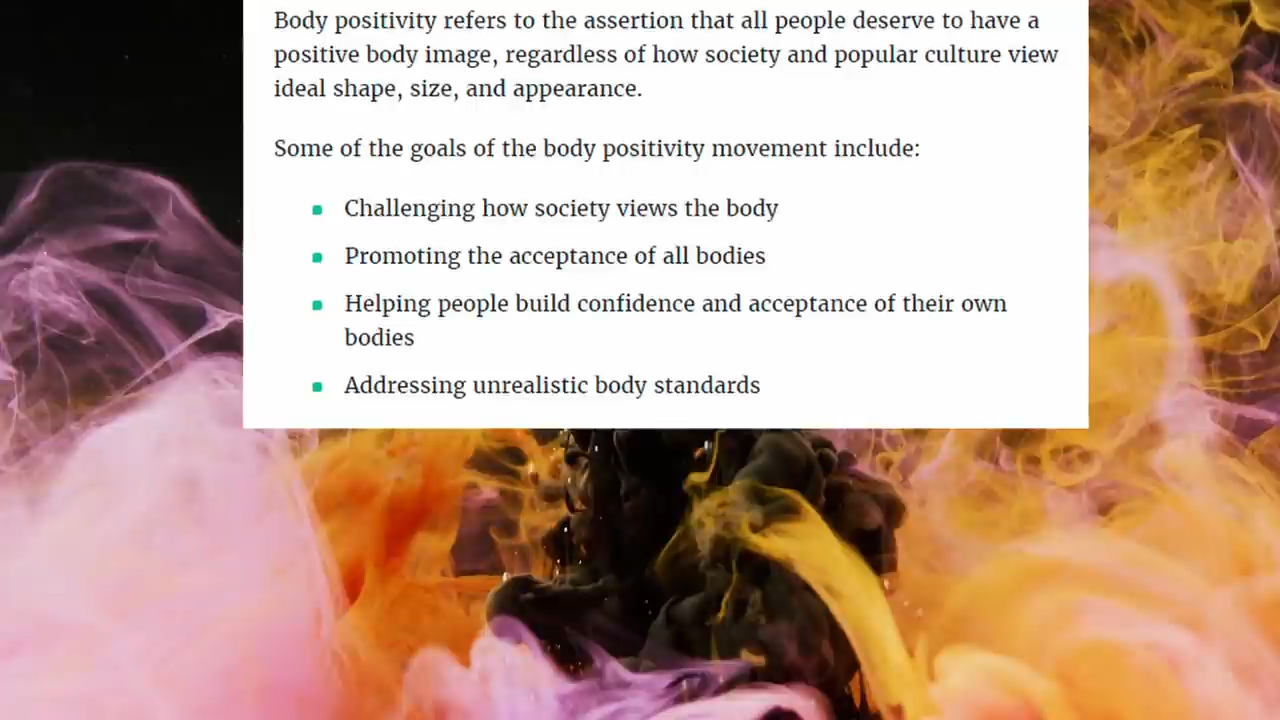 Body positivity refers to the assertion that all people deserve to have a
positive body image, regardless of how society and popular culture view
ideal shape, size, and appearance.
Some of the goals of the body positivity movement include:
Challenging how society views the body
Promoting the acceptance of all bodies
Helping people build confidence and acceptance of their own
bodies
Addressing unrealistic body standards